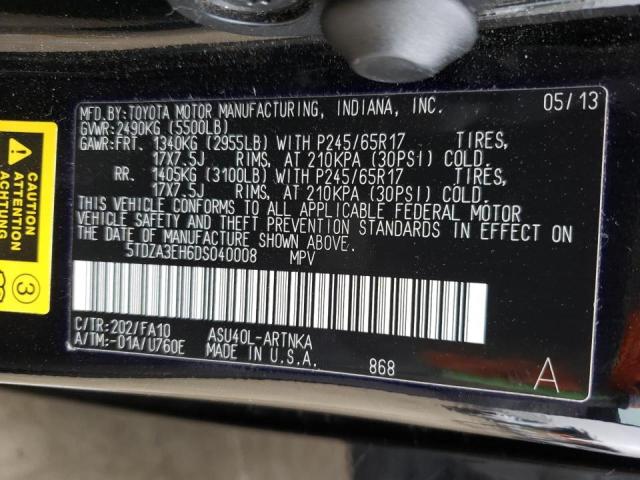 MFD.BY:TOYOTA MOTOR MANUFACTURING, INDIANA, INC. 05/13
GVWR:2490KG (5500LB)
GAWR:FRT. 1340KG (2955LB) WITH P245/65R17 TIRES,
17X7.5J RIMS, AT 210KPA (30PSI) COLD.
RR. 1405KG (3100LB) WITH P245/65R17 TIRES,
17X7.5J RIMS, AT 210KPA (30PSI) COLD.
THIS VEHICLE CONFORMS TO ALL APPLICABLE FEDERAL MOTOR
VEHICLE SAFETY AND THEFT PREVENTION STANDARDS IN EFFECT ON
THE DATE OF MANUFACTURE SHOWN ABOVE.
5TDZA3EH6DS040008 MPV
C/TR:202/FA10 ASU40L-ARTNKA
A/TM:-01A/U760E MADE IN U.S.A.
868
A
CAUTION
ATTENTION
ACHTUNG
3